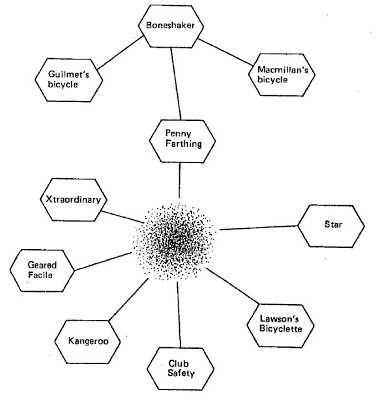 Boneshaker
Guilmet's
bicycle
Macmillan's
bicycle
Penny
Farthing
Xtraordinary
Star
Geared
Facile
Lawson's
Bicyclette
Kangeroo
Club
Safety